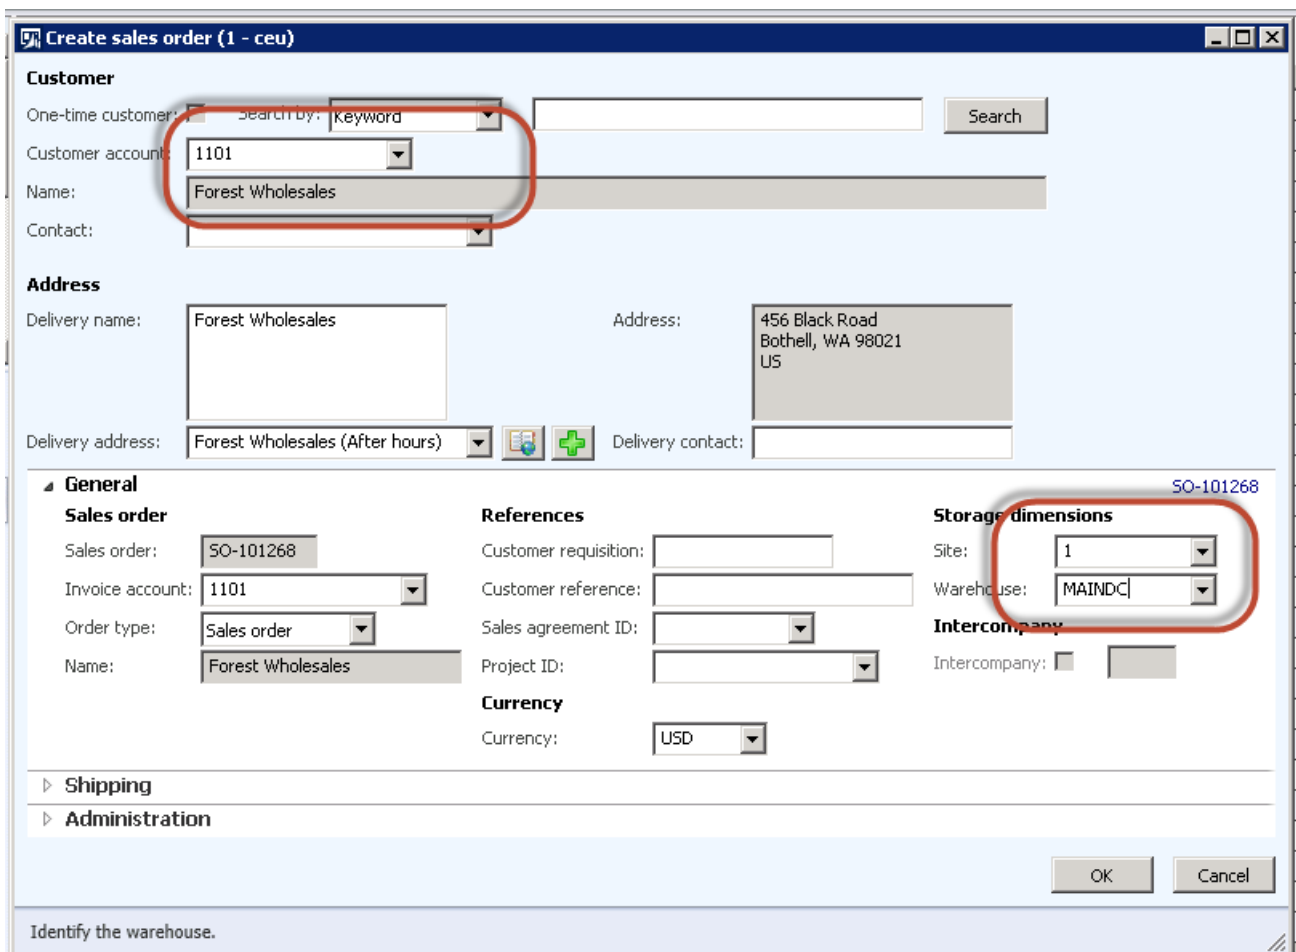 Create sales order (1 - ceu)
Customer
One-time customer: Search by: Keyword Search
Customer account: 1101
Name: Forest Wholesales
Contact:
Address
Delivery name: Forest Wholesales Address: 456 Black Road
Bothell, WA 98021
US
Delivery address: Forest Wholesales (After hours) Delivery contact:
General SO-101268
Sales order References Storage dimensions
Sales order: SO-101268 Customer requisition: Site: 1
Invoice account: 1101 Customer reference: Warehouse: MAINDC
Order type: Sales order Sales agreement ID: Intercompany
Name: Forest Wholesales Project ID: Intercompany:
Currency
Currency: USD
Shipping
Administration
OK Cancel
Identify the warehouse.